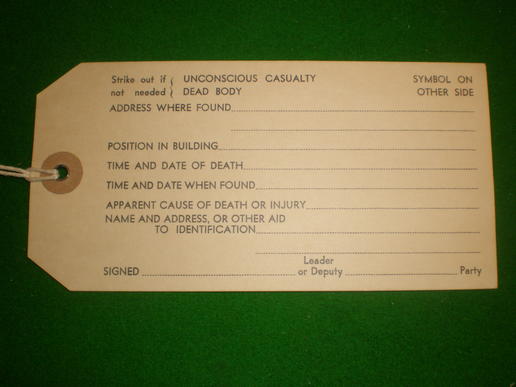 Strike out if { UNCONSCIOUS CASUALTY SYMBOL ON
not needed { DEAD BODY OTHER SIDE
ADDRESS WHERE FOUND
POSITION IN BUILDING
TIME AND DATE OF DEATH
TIME AND DATE WHEN FOUND
APPARENT CAUSE OF DEATH OR INJURY
NAME AND ADDRESS, OR OTHER AID
TO IDENTIFICATION
Leader
SIGNED or Deputy Party